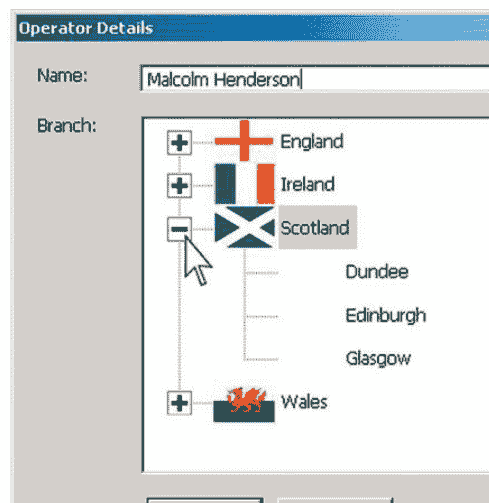 Operator Details
Name:
Malcolm Henderson
Branch:
England
Ireland
Scotland
Dundee
Edinburgh
Glasgow
Wales